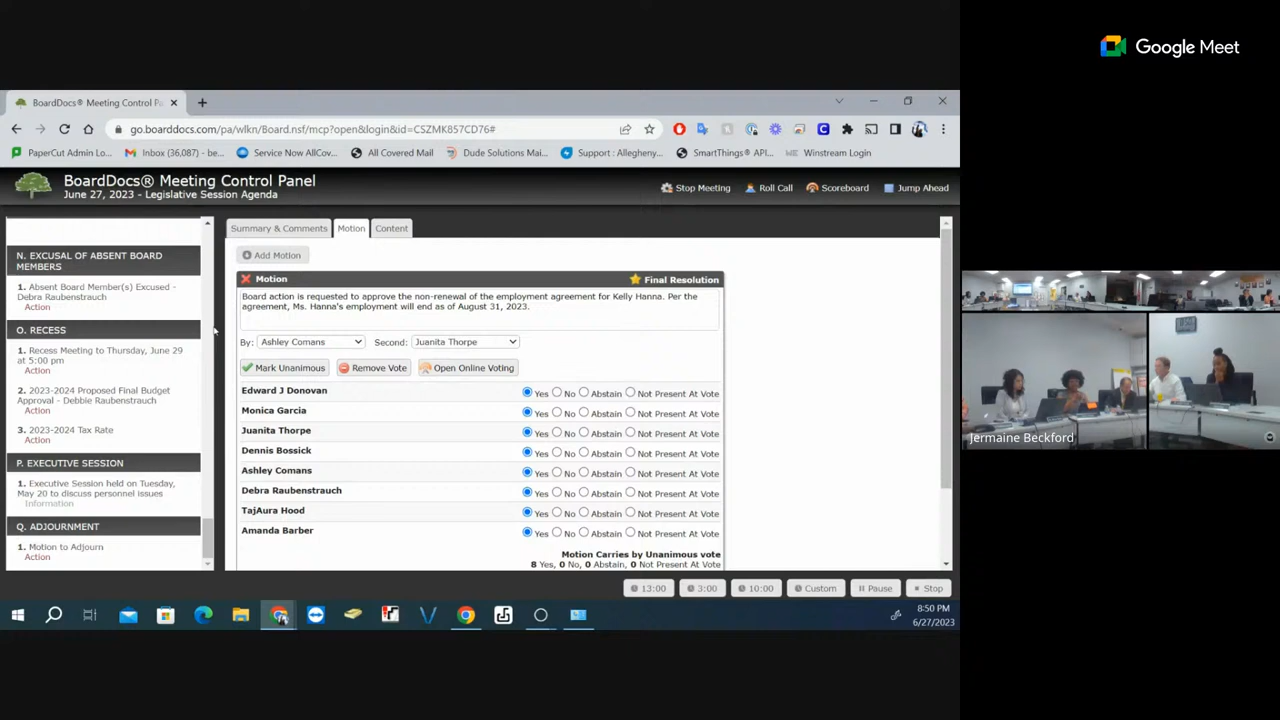 Google Meet
BoardDocs® Meeting Control Pa
go.boarddocs.com/pa/wlkn/Board.nsf/mcp?open&login&id=CSZMK857CD76#
PaperCut Admin Lo... Inbox (36,087) - be... Service Now AllCov... All Covered Mail Dude Solutions Mai... Support : Allegheny... SmartThings® API... Winstream Login
BoardDocs® Meeting Control Panel
June 27, 2023 - Legislative Session Agenda
Stop Meeting Roll Call Scoreboard Jump Ahead
N. EXCUSAL OF ABSENT BOARD
MEMBERS
1. Absent Board Member(s) Excused -
Debra Raubenstrauch
Action
O. RECESS
1. Recess Meeting to Thursday, June 29
at 5:00 pm
Action
2. 2023-2024 Proposed Final Budget
Approval - Debbie Raubenstrauch
Action
3. 2023-2024 Tax Rate
Action
P. EXECUTIVE SESSION
1. Executive Session held on Tuesday,
May 20 to discuss personnel issues
Information
Q. ADJOURNMENT
1. Motion to Adjourn
Action
Summary & Comments Motion Content
Add Motion
Motion Final Resolution
Board action is requested to approve the non-renewal of the employment agreement for Kelly Hanna. Per the
agreement, Ms. Hanna's employment will end as of August 31, 2023.
By: Ashley Comans Second: Juanita Thorpe
Mark Unanimous Remove Vote Open Online Voting
Edward J Donovan Yes No Abstain Not Present At Vote
Monica Garcia Yes No Abstain Not Present At Vote
Juanita Thorpe Yes No Abstain Not Present At Vote
Dennis Bossick Yes No Abstain Not Present At Vote
Ashley Comans Yes No Abstain Not Present At Vote
Debra Raubenstrauch Yes No Abstain Not Present At Vote
TajAura Hood Yes No Abstain Not Present At Vote
Amanda Barber Yes No Abstain Not Present At Vote
Motion Carries by Unanimous vote
8 Yes, 0 No, 0 Abstain, 0 Not Present At Vote
13:00 3:00 10:00 Custom Pause Stop
8:50 PM
6/27/2023
Jermaine Beckford